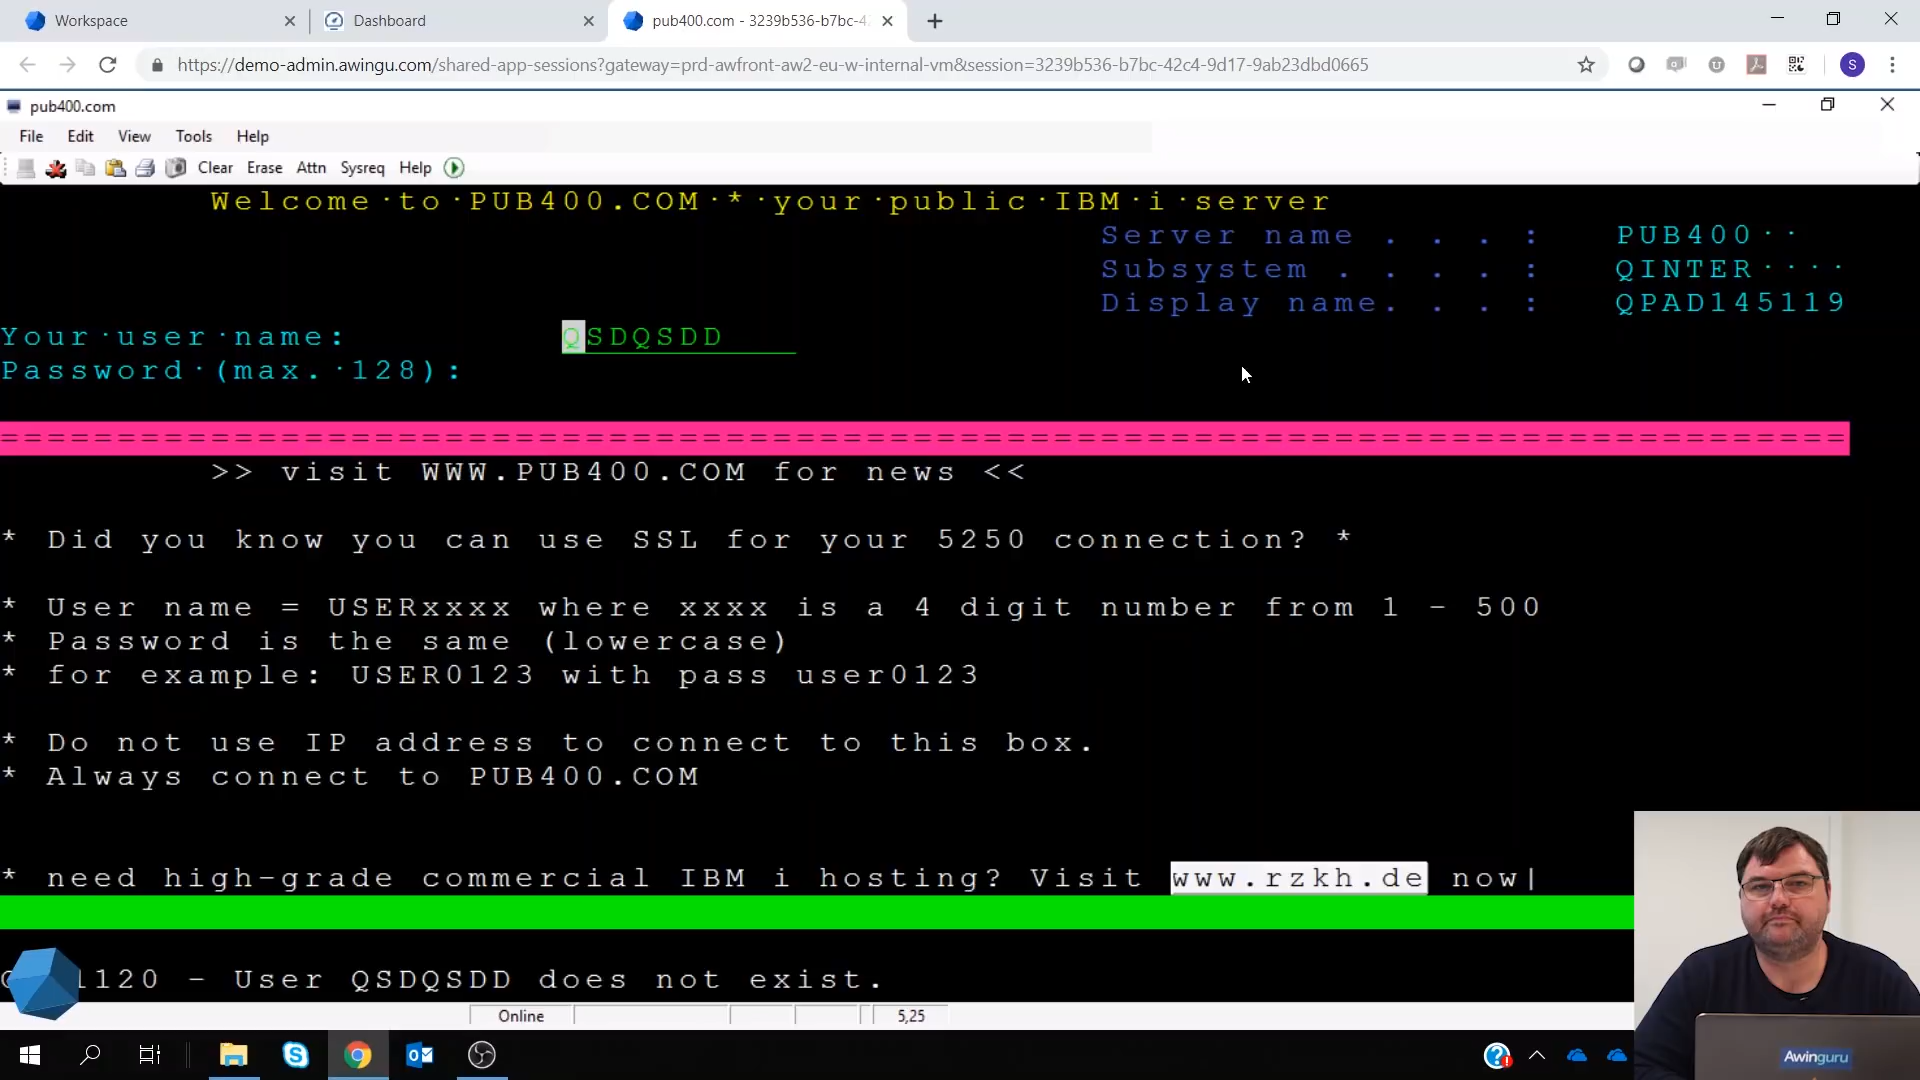 Workspace
Dashboard
pub400.com - 3239b536-b7bc-42
https://demo-admin.awingu.com/shared-app-sessions?gateway=prd-awfront-aw2-eu-w-internal-vm&session=3239b536-b7bc-42c4-9d17-9ab23dbd0665
S
pub400.com
File Edit View Tools Help
Clear Erase Attn Sysreq Help
Welcome·to·PUB400.COM·*·your·public·IBM·i·server
Server name . . . : PUB400··
Subsystem . . . . : QINTER····
Display name. . . : QPAD145119
Your·user·name: QSDQSDD
Password·(max.·128):
===============================================================================
>> visit WWW.PUB400.COM for news <<
* Did you know you can use SSL for your 5250 connection? *
* User name = USERxxxx where xxxx is a 4 digit number from 1 - 500
* Password is the same (lowercase)
* for example: USER0123 with pass user0123
* Do not use IP address to connect to this box.
* Always connect to PUB400.COM
* need high-grade commercial IBM i hosting? Visit www.rzkh.de now|
1120 - User QSDQSDD does not exist.
Online 5,25
Awinguru